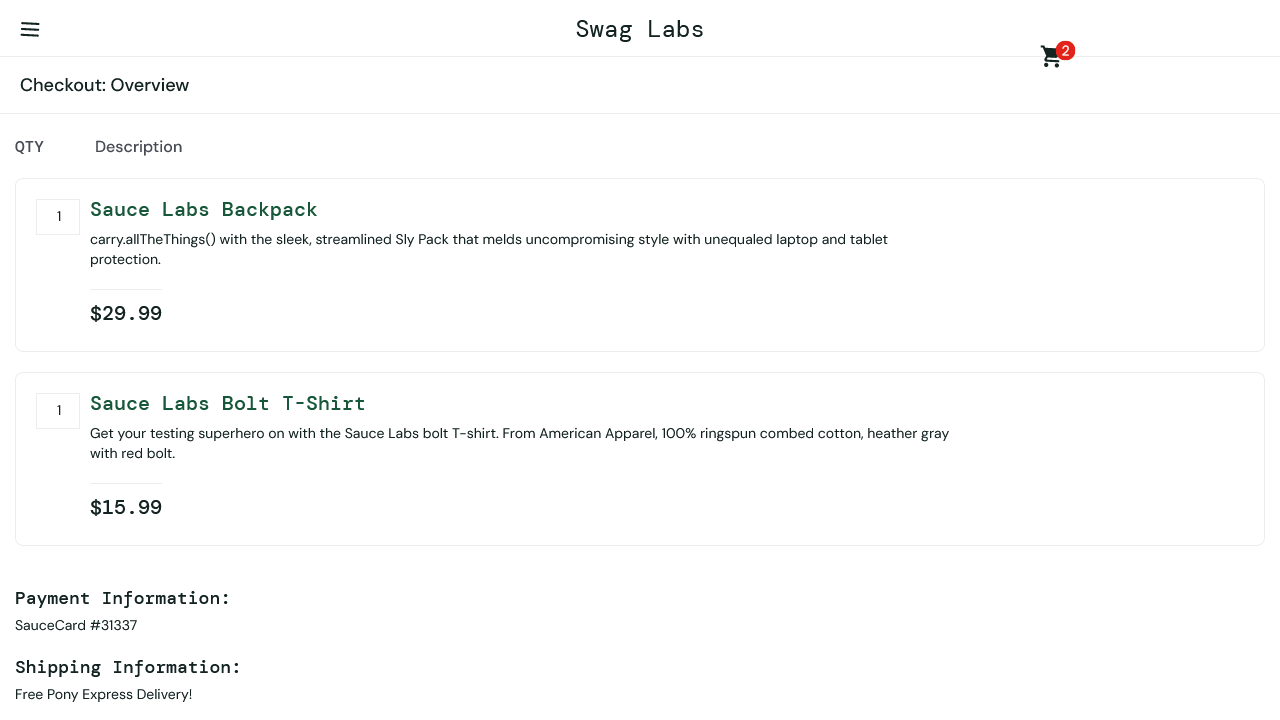 Swag Labs
2
Checkout: Overview
QTY Description
1
Sauce Labs Backpack
carry.allTheThings() with the sleek, streamlined Sly Pack that melds uncompromising style with unequaled laptop and tablet
protection.
$29.99
1
Sauce Labs Bolt T-Shirt
Get your testing superhero on with the Sauce Labs bolt T-shirt. From American Apparel, 100% ringspun combed cotton, heather gray
with red bolt.
$15.99
Payment Information:
SauceCard #31337
Shipping Information:
Free Pony Express Delivery!